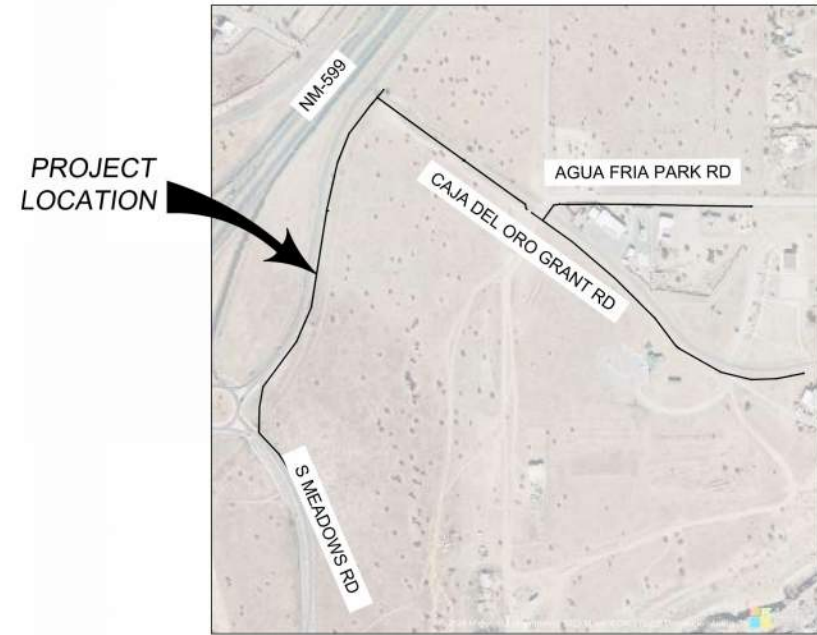 NM-599
PROJECT
LOCATION
AGUA FRIA PARK RD
CAJA DEL ORO GRANT RD
S MEADOWS RD